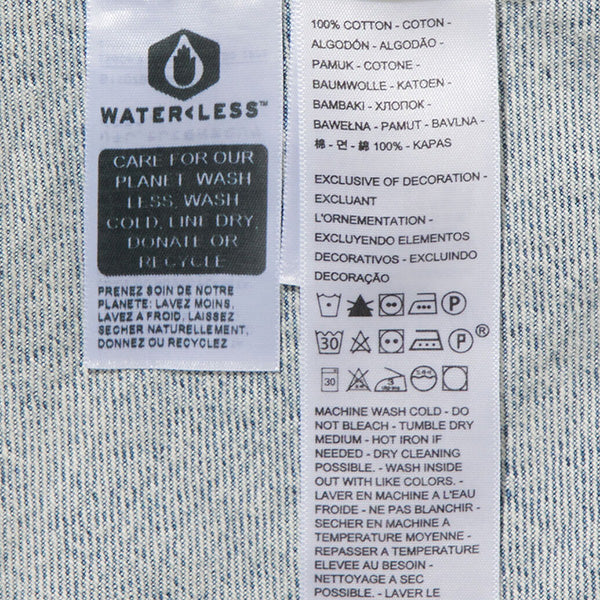 WATER<LESS™
CARE FOR OUR
PLANET. WASH
LESS, WASH
COLD, LINE DRY,
DONATE OR
RECYCLE
PRENEZ SOIN DE NOTRE
PLANETE: LAVEZ MOINS,
LAVEZ A FROID, LAISSEZ
SECHER NATURELLEMENT,
DONNEZ OU RECYCLEZ
100% COTTON - COTON -
ALGODÓN - ALGODÃO -
PAMUK - COTONE -
BAUMWOLLE - KATOEN -
BAMBAKI - ХЛОПОК -
BAWEŁNA - PAMUT - BAVLNA -
棉 - 면 - 綿 100% - KAPAS
EXCLUSIVE OF DECORATION -
EXCLUANT
L'ORNEMENTATION -
EXCLUYENDO ELEMENTOS
DECORATIVOS - EXCLUINDO
DECORAÇÃO
P
30 P ®
30
MACHINE WASH COLD - DO
NOT BLEACH - TUMBLE DRY
MEDIUM - HOT IRON IF
NEEDED - DRY CLEANING
POSSIBLE. - WASH INSIDE
OUT WITH LIKE COLORS. -
LAVER EN MACHINE A L'EAU
FROIDE - NE PAS BLANCHIR -
SECHER EN MACHINE A
TEMPERATURE MOYENNE -
REPASSER A TEMPERATURE
ELEVEE AU BESOIN -
NETTOYAGE A SEC
POSSIBLE. - LAVER LE